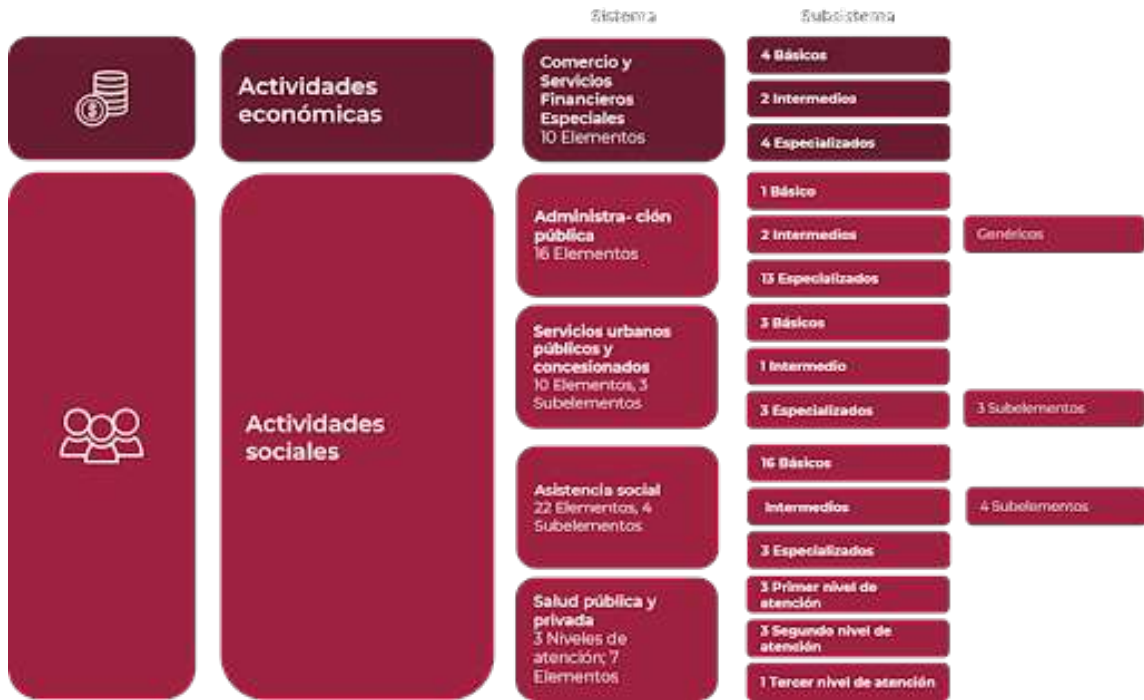 Sistema
Subsistema
Actividades
económicas
Comercio y
Servicios
Financieros
Especiales
10 Elementos
4 Básicos
2 Intermedios
4 Especializados
Actividades
sociales
Administra- ción
pública
16 Elementos
1 Básico
2 Intermedios
Genéricos
13 Especializados
Servicios urbanos
públicos y
concesionados
10 Elementos, 3
Subelementos
3 Básicos
1 Intermedio
3 Especializados
3 Subelementos
Asistencia social
22 Elementos, 4
Subelementos
16 Básicos
Intermedios
4 Subelementos
3 Especializados
Salud pública y
privada
3 Niveles de
atención; 7
Elementos
3 Primer nivel de
atención
3 Segundo nivel de
atención
1 Tercer nivel de atención